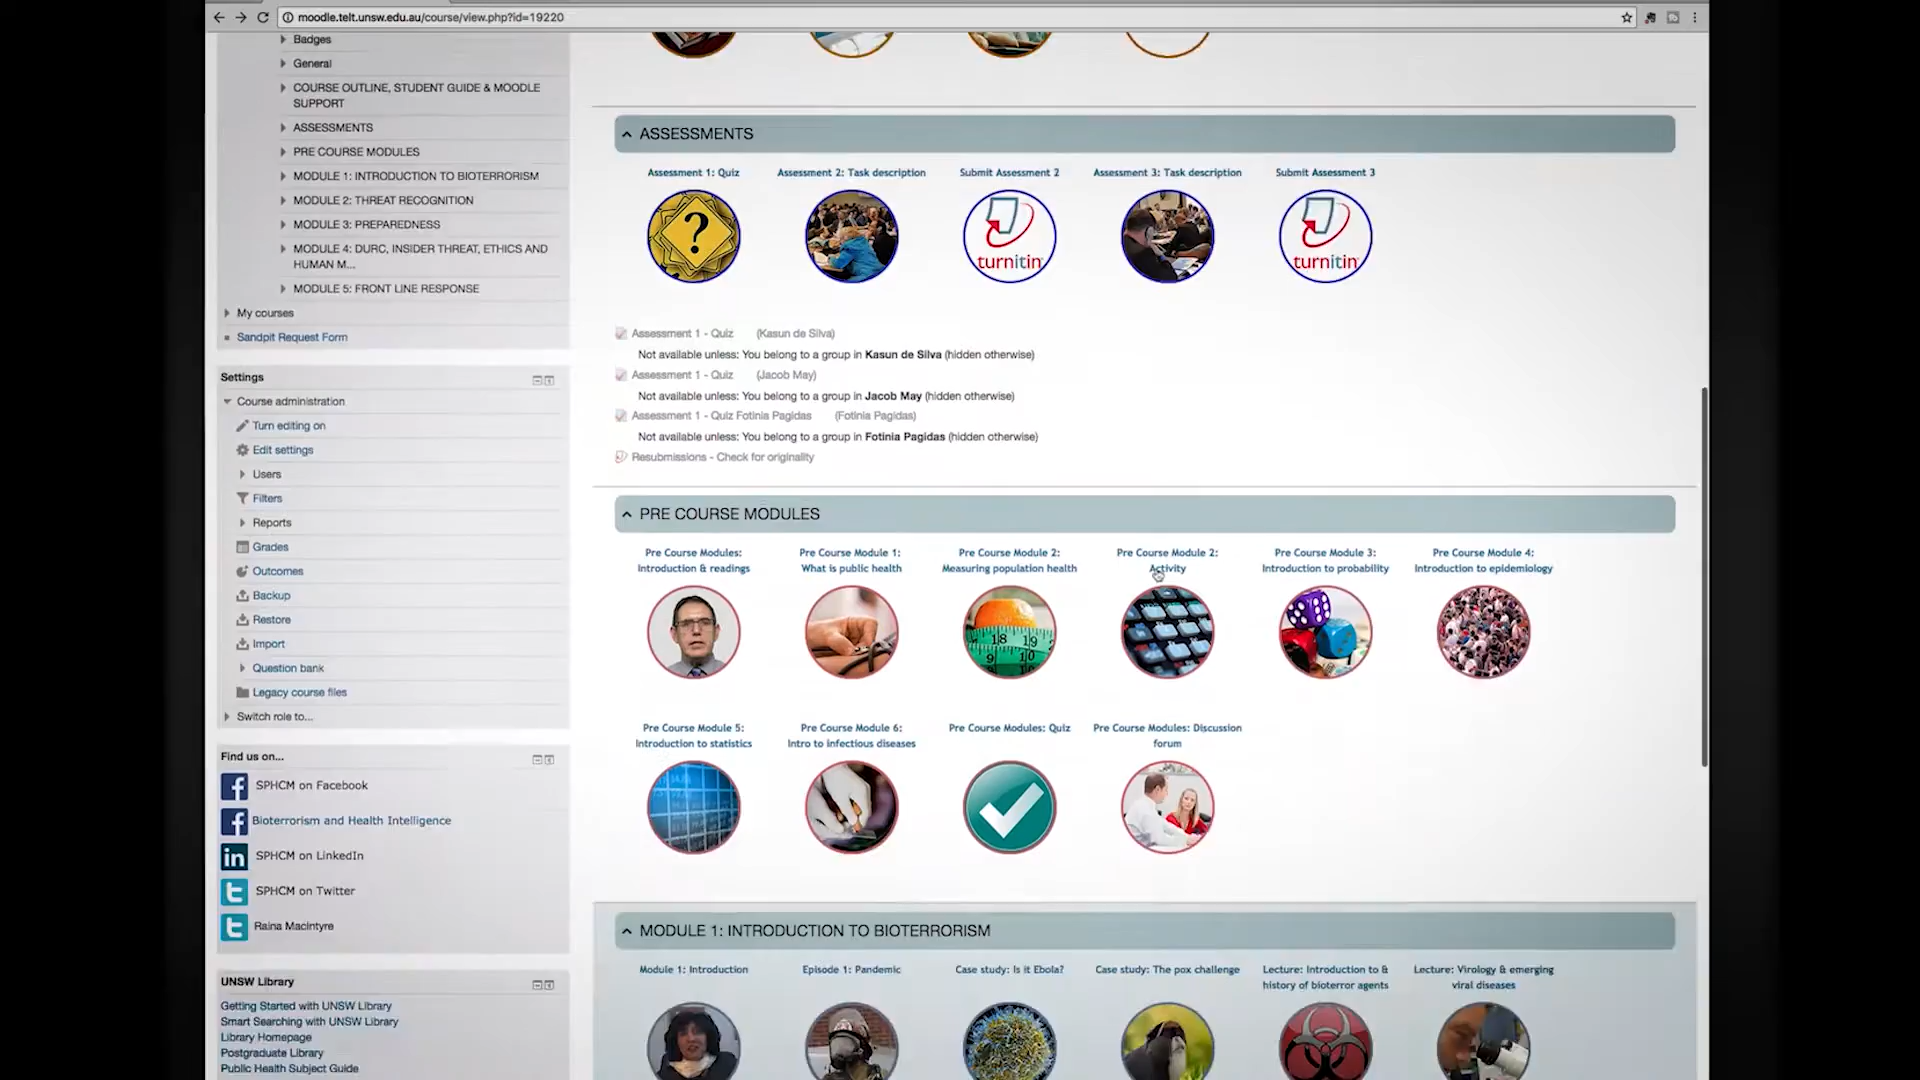 moodle.telt.unsw.edu.au/course/view.php?id=19220
Badges
General
COURSE OUTLINE, STUDENT GUIDE & MOODLE
SUPPORT
ASSESSMENTS
PRE COURSE MODULES
MODULE 1: INTRODUCTION TO BIOTERRORISM
MODULE 2: THREAT RECOGNITION
MODULE 3: PREPAREDNESS
MODULE 4: DURC, INSIDER THREAT, ETHICS AND
HUMAN M...
MODULE 5: FRONT LINE RESPONSE
My courses
Sandpit Request Form
Settings
Course administration
Turn editing on
Edit settings
Users
Filters
Reports
Grades
Outcomes
Backup
Restore
Import
Question bank
Legacy course files
Switch role to...
Find us on...
SPHCM on Facebook
Bioterrorism and Health Intelligence
SPHCM on LinkedIn
SPHCM on Twitter
Raina MacIntyre
UNSW Library
Getting Started with UNSW Library
Smart Searching with UNSW Library
Library Homepage
Postgraduate Library
Public Health Subject Guide
ASSESSMENTS
Assessment 1: Quiz
Assessment 2: Task description
Submit Assessment 2
Assessment 3: Task description
Submit Assessment 3
?
turnitin
turnitin
Assessment 1 - Quiz (Kasun de Silva)
Not available unless: You belong to a group in Kasun de Silva (hidden otherwise)
Assessment 1 - Quiz (Jacob May)
Not available unless: You belong to a group in Jacob May (hidden otherwise)
Assessment 1 - Quiz Fotinia Pagidas (Fotinia Pagidas)
Not available unless: You belong to a group in Fotinia Pagidas (hidden otherwise)
Resubmissions - Check for originality
PRE COURSE MODULES
Pre Course Modules:
Introduction & readings
Pre Course Module 1:
What is public health
Pre Course Module 2:
Measuring population health
Pre Course Module 2:
Activity
Pre Course Module 3:
Introduction to probability
Pre Course Module 4:
Introduction to epidemiology
18 19
9 10
Pre Course Module 5:
Introduction to statistics
Pre Course Module 6:
Intro to infectious diseases
Pre Course Modules: Quiz
Pre Course Modules: Discussion
forum
MODULE 1: INTRODUCTION TO BIOTERRORISM
Module 1: Introduction
Episode 1: Pandemic
Case study: Is it Ebola?
Case study: The pox challenge
Lecture: Introduction to &
history of bioterror agents
Lecture: Virology & emerging
viral diseases